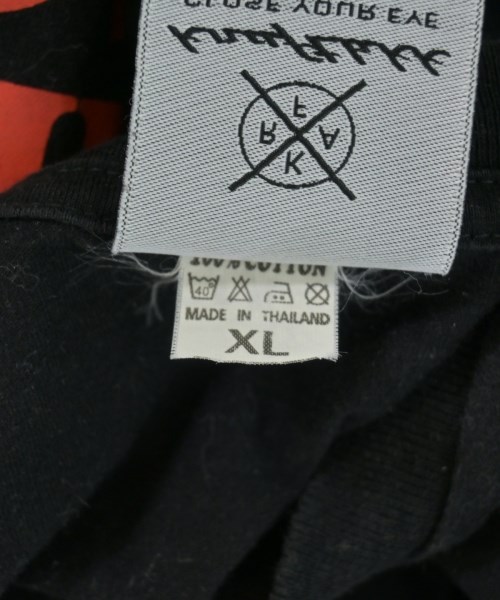 CLOSE YOUR EYE
F
R A
K
100% COTTON
40°
MADE IN THAILAND
XL